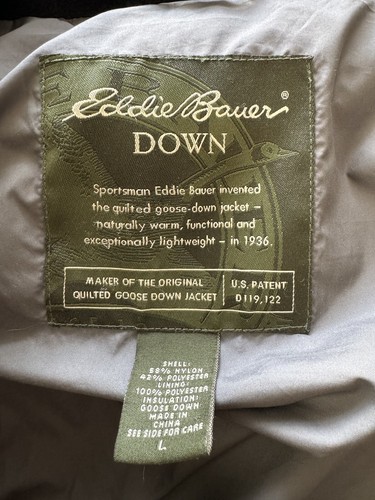 Eddie Bauer®
DOWN
Sportsman Eddie Bauer invented
the quilted goose-down jacket –
naturally warm, functional and
exceptionally lightweight – in 1936.
MAKER OF THE ORIGINAL
QUILTED GOOSE DOWN JACKET
U.S. PATENT
D119,122
SHELL:
58% NYLON
42% POLYESTER
LINING:
100% POLYESTER
INSULATION:
GOOSE DOWN
MADE IN
CHINA
SEE SIDE FOR CARE
L